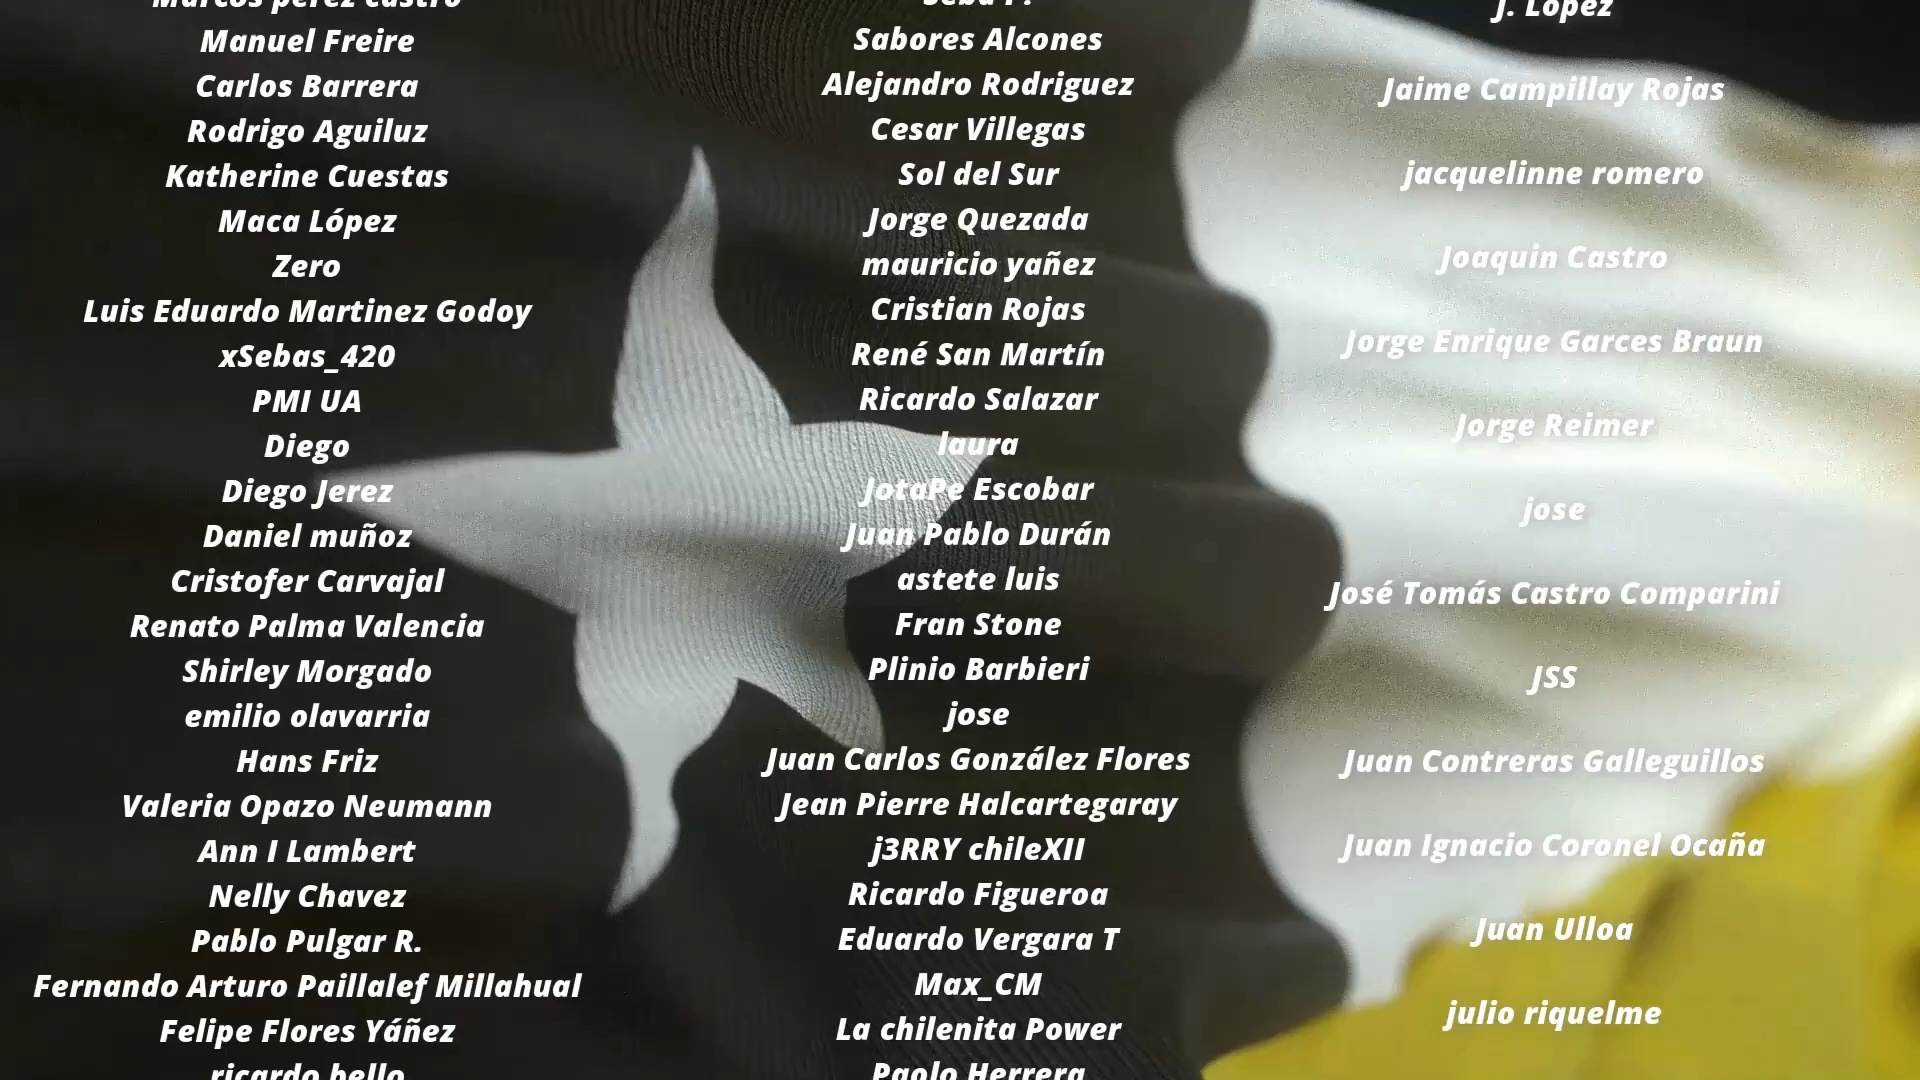 Marcos perez castro
Manuel Freire
Carlos Barrera
Rodrigo Aguiluz
Katherine Cuestas
Maca López
Zero
Luis Eduardo Martinez Godoy
xSebas_420
PMI UA
Diego
Diego Jerez
Daniel muñoz
Cristofer Carvajal
Renato Palma Valencia
Shirley Morgado
emilio olavarria
Hans Friz
Valeria Opazo Neumann
Ann I Lambert
Nelly Chavez
Pablo Pulgar R.
Fernando Arturo Paillalef Millahual
Felipe Flores Yáñez
ricardo bello
Sabores Alcones
Alejandro Rodriguez
Cesar Villegas
Sol del Sur
Jorge Quezada
mauricio yañez
Cristian Rojas
René San Martín
Ricardo Salazar
laura
JotaPe Escobar
Juan Pablo Durán
astete luis
Fran Stone
Plinio Barbieri
jose
Juan Carlos González Flores
Jean Pierre Halcartegaray
j3RRY chileXII
Ricardo Figueroa
Eduardo Vergara T
Max_CM
La chilenita Power
Paolo Herrera
J. López
Jaime Campillay Rojas
jacquelinne romero
Joaquin Castro
Jorge Enrique Garces Braun
Jorge Reimer
jose
José Tomás Castro Comparini
JSS
Juan Contreras Galleguillos
Juan Ignacio Coronel Ocaña
Juan Ulloa
julio riquelme